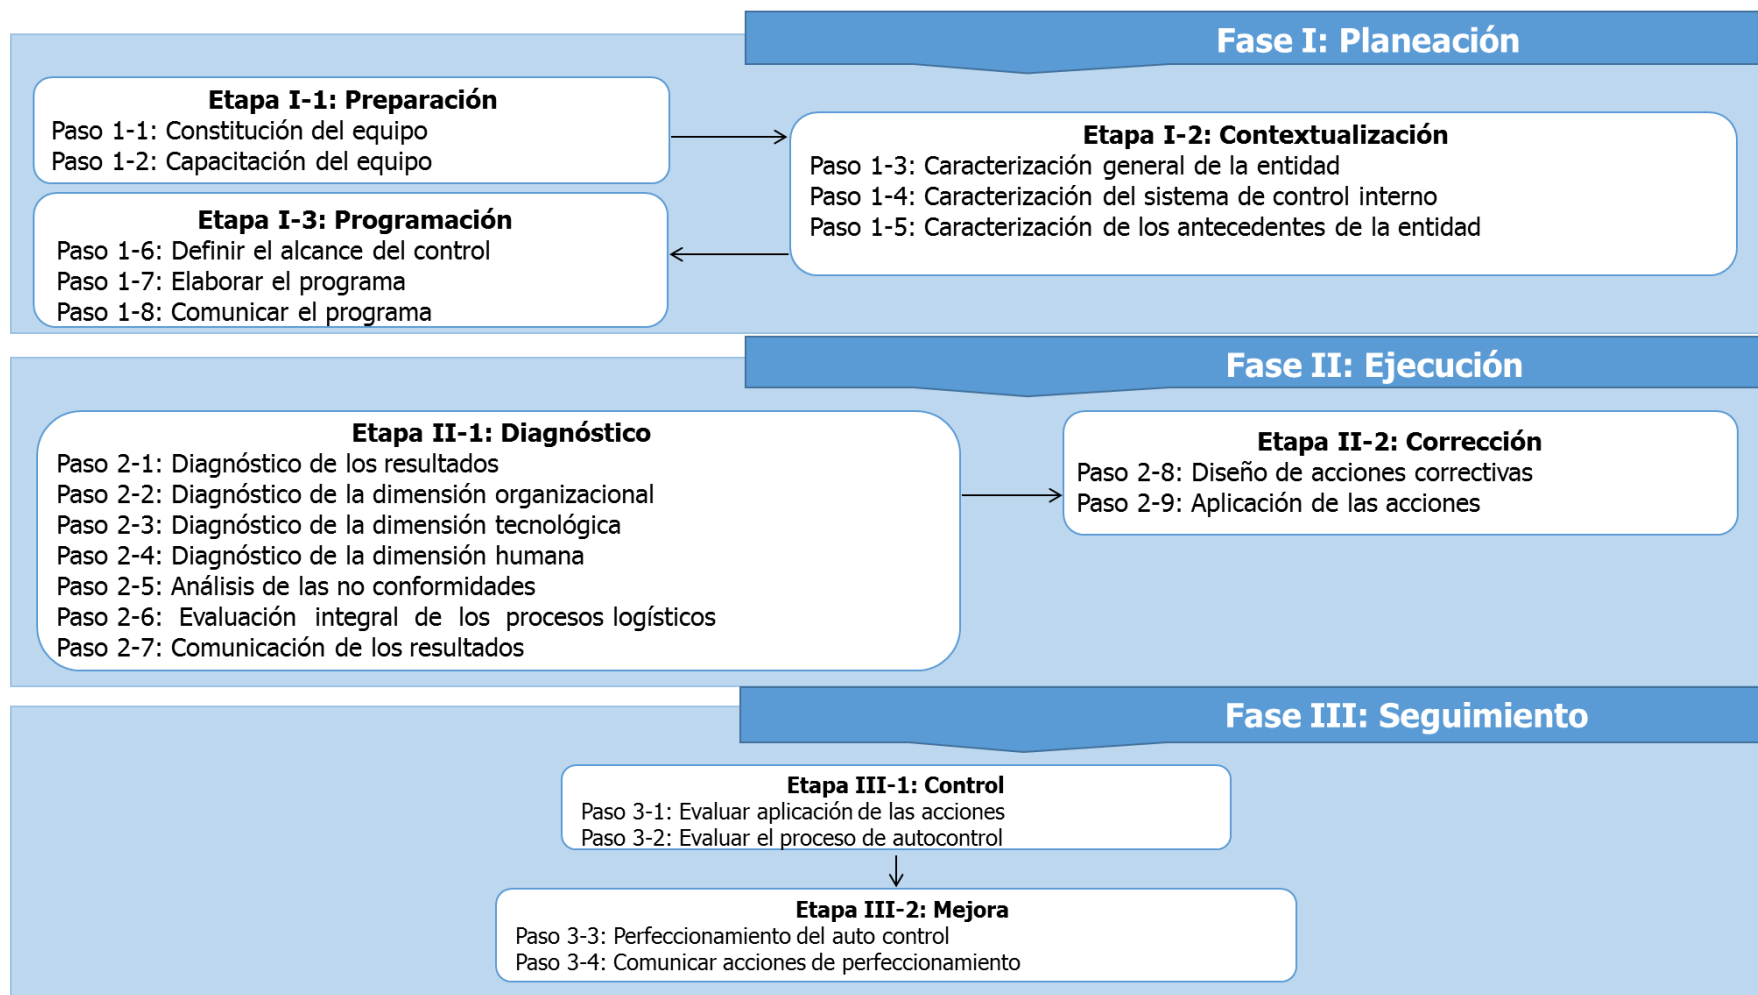 Fase I: Planeación
Etapa I-1: Preparación
Paso 1-1: Constitución del equipo
Paso 1-2: Capacitación del equipo
Etapa I-2: Contextualización
Paso 1-3: Caracterización general de la entidad
Paso 1-4: Caracterización del sistema de control interno
Paso 1-5: Caracterización de los antecedentes de la entidad
Etapa I-3: Programación
Paso 1-6: Definir el alcance del control
Paso 1-7: Elaborar el programa
Paso 1-8: Comunicar el programa
Fase II: Ejecución
Etapa II-1: Diagnóstico
Paso 2-1: Diagnóstico de los resultados
Paso 2-2: Diagnóstico de la dimensión organizacional
Paso 2-3: Diagnóstico de la dimensión tecnológica
Paso 2-4: Diagnóstico de la dimensión humana
Paso 2-5: Análisis de las no conformidades
Paso 2-6: Evaluación integral de los procesos logísticos
Paso 2-7: Comunicación de los resultados
Etapa II-2: Corrección
Paso 2-8: Diseño de acciones correctivas
Paso 2-9: Aplicación de las acciones
Fase III: Seguimiento
Etapa III-1: Control
Paso 3-1: Evaluar aplicación de las acciones
Paso 3-2: Evaluar el proceso de autocontrol
Etapa III-2: Mejora
Paso 3-3: Perfeccionamiento del auto control
Paso 3-4: Comunicar acciones de perfeccionamiento